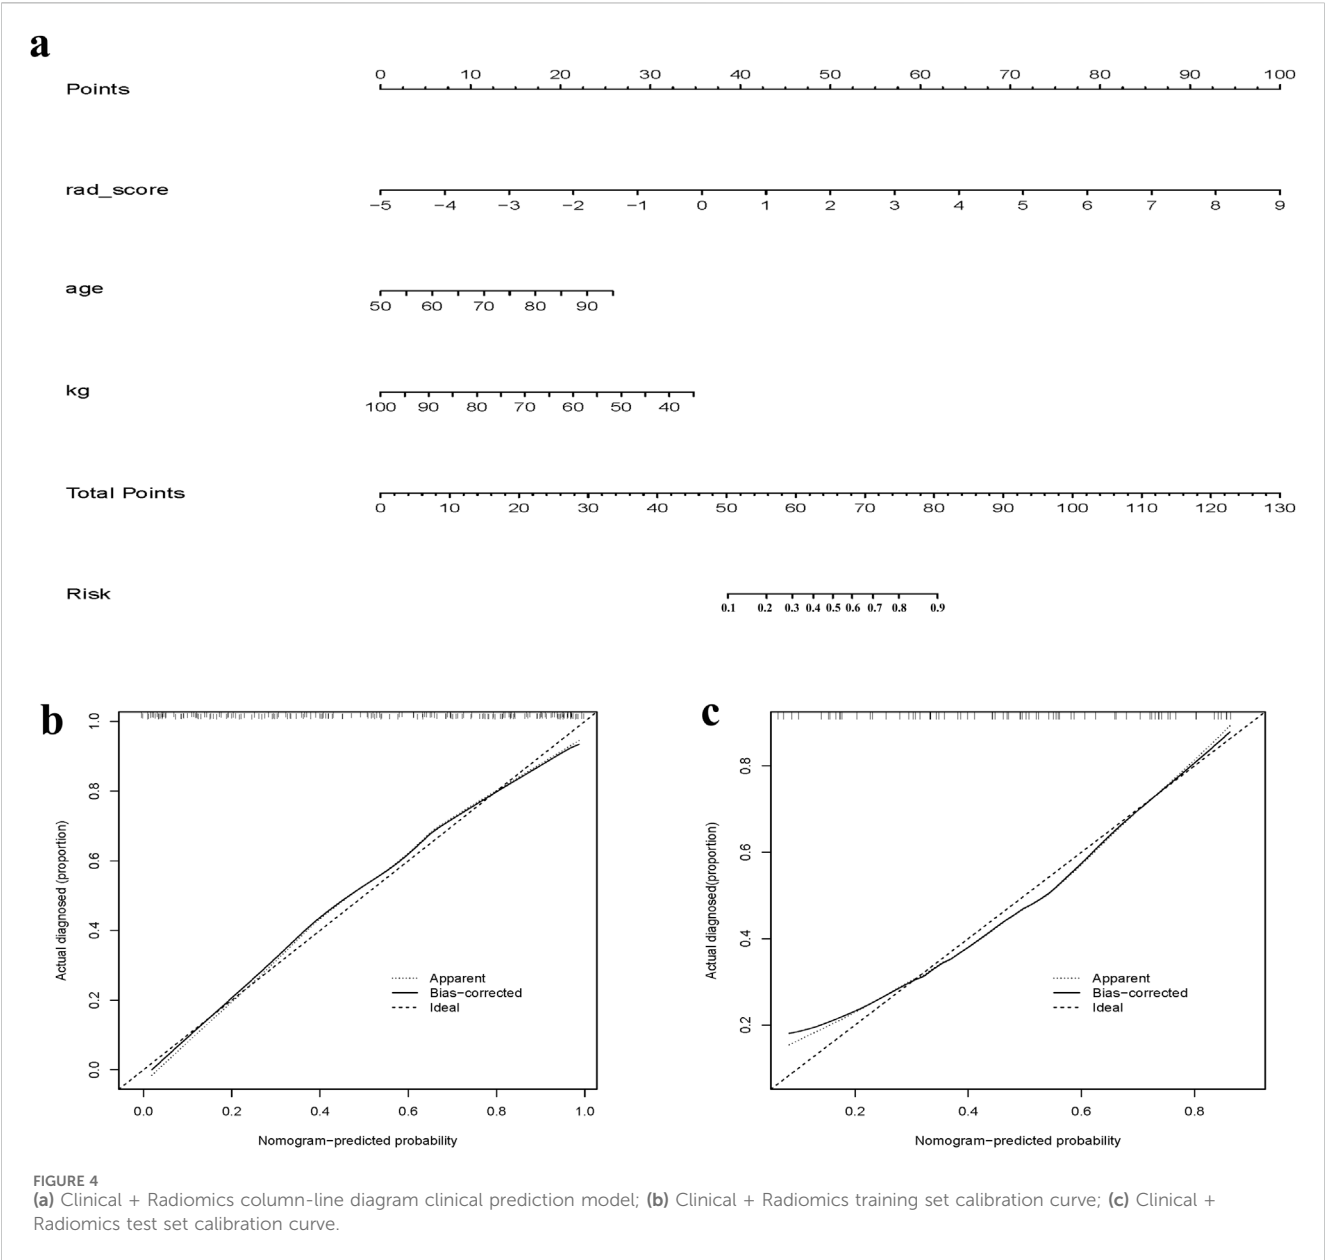 a
Points
0 10 20 30 40 50 60 70 80 90 100
rad_score
−5 −4 −3 −2 −1 0 1 2 3 4 5 6 7 8 9
age
50 60 70 80 90
kg
100 90 80 70 60 50 40
Total Points
0 10 20 30 40 50 60 70 80 90 100 110 120 130
Risk
0.1 0.2 0.3 0.4 0.5 0.6 0.7 0.8 0.9
b
Actual diagnosed (proportion)
0.0 0.2 0.4 0.6 0.8 1.0
Apparent
Bias−corrected
Ideal
0.0 0.2 0.4 0.6 0.8 1.0
Nomogram−predicted probability
c
Actual diagnosed(proportion)
0.2 0.4 0.6 0.8
Apparent
Bias−corrected
Ideal
0.2 0.4 0.6 0.8
Nomogram−predicted probability
FIGURE 4
(a) Clinical + Radiomics column-line diagram clinical prediction model; (b) Clinical + Radiomics training set calibration curve; (c) Clinical +
Radiomics test set calibration curve.